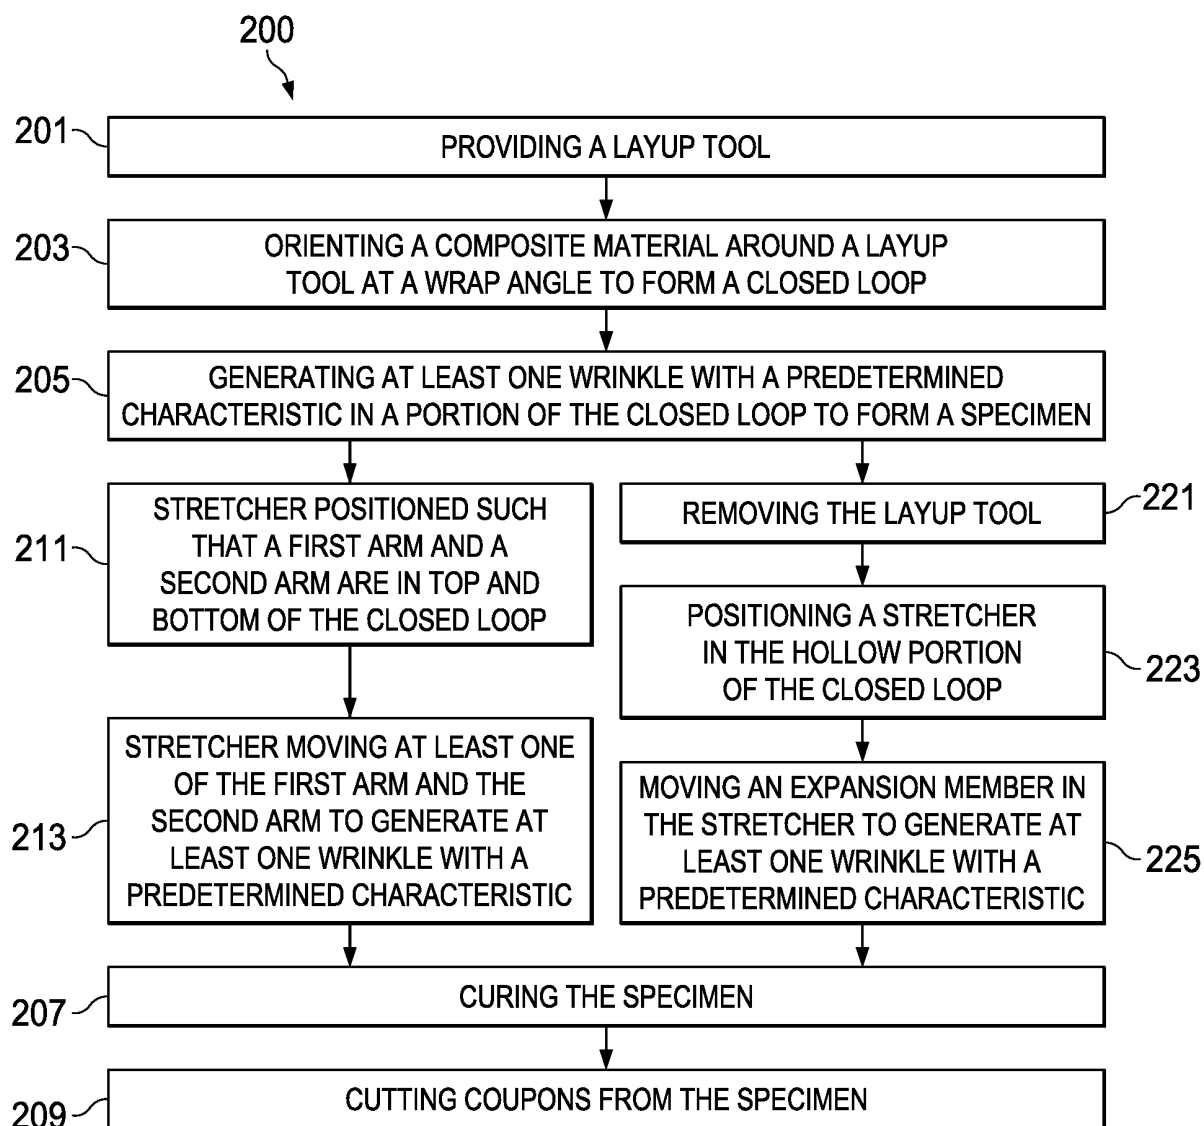 200
201
PROVIDING A LAYUP TOOL
203
ORIENTING A COMPOSITE MATERIAL AROUND A LAYUP
TOOL AT A WRAP ANGLE TO FORM A CLOSED LOOP
205
GENERATING AT LEAST ONE WRINKLE WITH A PREDETERMINED
CHARACTERISTIC IN A PORTION OF THE CLOSED LOOP TO FORM A SPECIMEN
211
STRETCHER POSITIONED SUCH
THAT A FIRST ARM AND A
SECOND ARM ARE IN TOP AND
BOTTOM OF THE CLOSED LOOP
213
STRETCHER MOVING AT LEAST ONE
OF THE FIRST ARM AND THE
SECOND ARM TO GENERATE AT
LEAST ONE WRINKLE WITH A
PREDETERMINED CHARACTERISTIC
REMOVING THE LAYUP TOOL
221
POSITIONING A STRETCHER
IN THE HOLLOW PORTION
OF THE CLOSED LOOP
223
MOVING AN EXPANSION MEMBER IN
THE STRETCHER TO GENERATE AT
LEAST ONE WRINKLE WITH A
PREDETERMINED CHARACTERISTIC
225
207
CURING THE SPECIMEN
209
CUTTING COUPONS FROM THE SPECIMEN